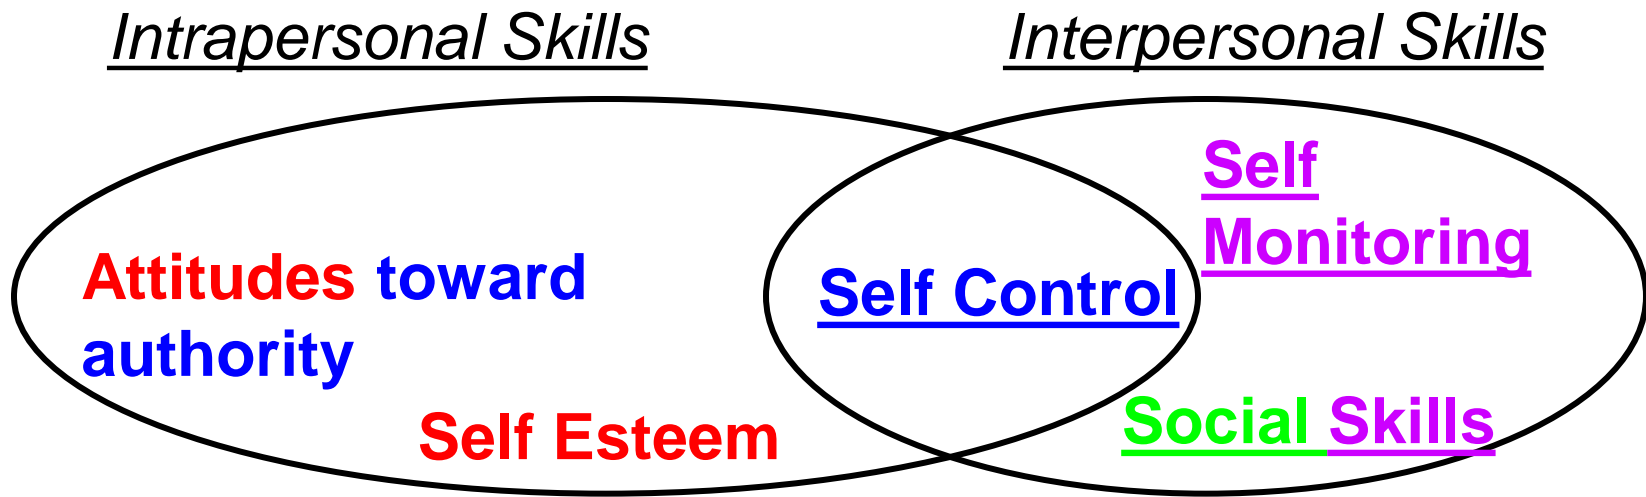 Intrapersonal Skills
Interpersonal Skills
Attitudes toward
authority
Self Esteem
Self Control
Self
Monitoring
Social Skills